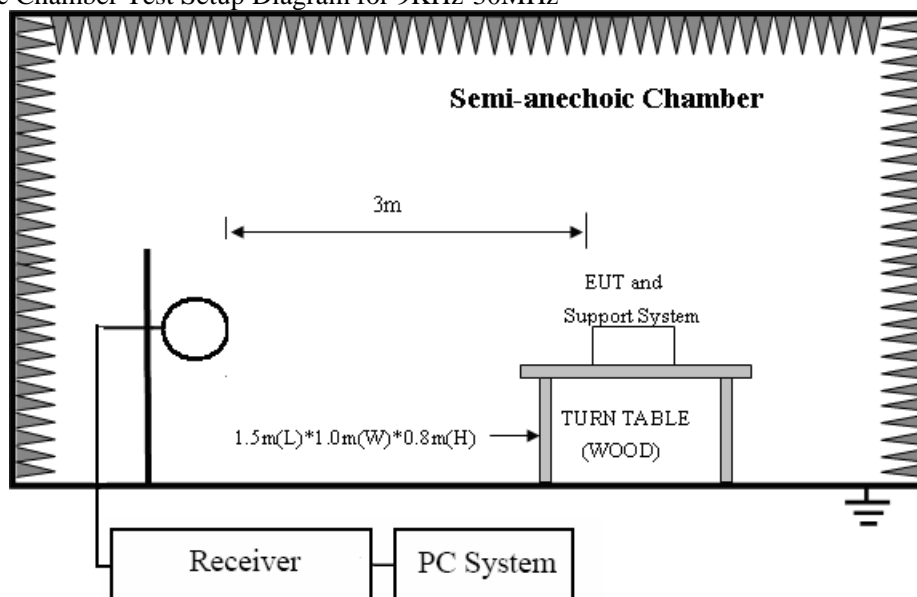 Chamber Test Setup Diagram for 9KHz-30MHz
Semi-anechoic Chamber
3m
EUT and
Support System
1.5m(L)*1.0m(W)*0.8m(H)
TURN TABLE
(WOOD)
Receiver
PC System